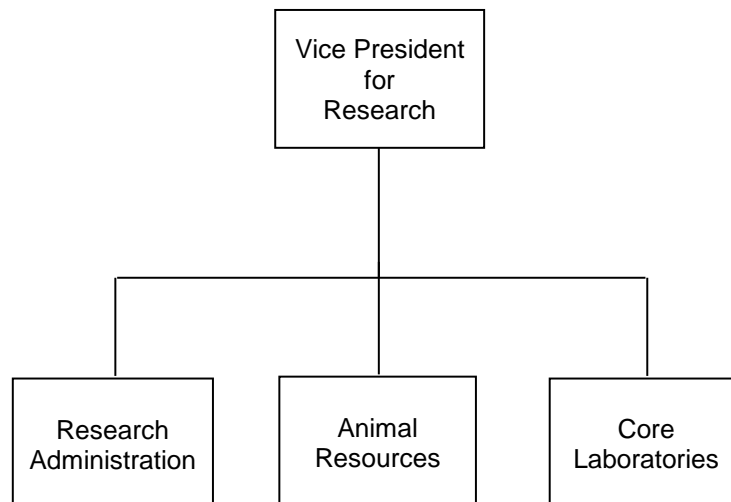 Vice President
for
Research
Research
Administration
Animal
Resources
Core
Laboratories